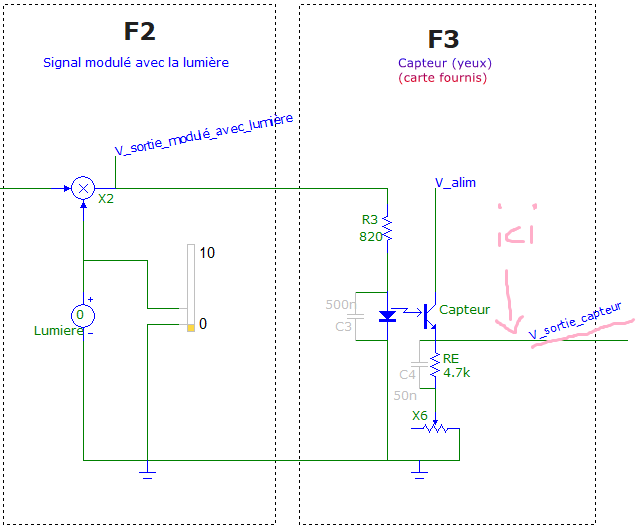 F2
Signal modulé avec la lumière
V_sortie_modulé_avec_lumière
X2
10
0
0
+
Lumiere
-
F3
Capteur (yeux)
(carte fournis)
V_alim
ici
R3
820
500n
C3
Capteur
V_sortie_capteur
RE
4.7k
C4
50n
X6